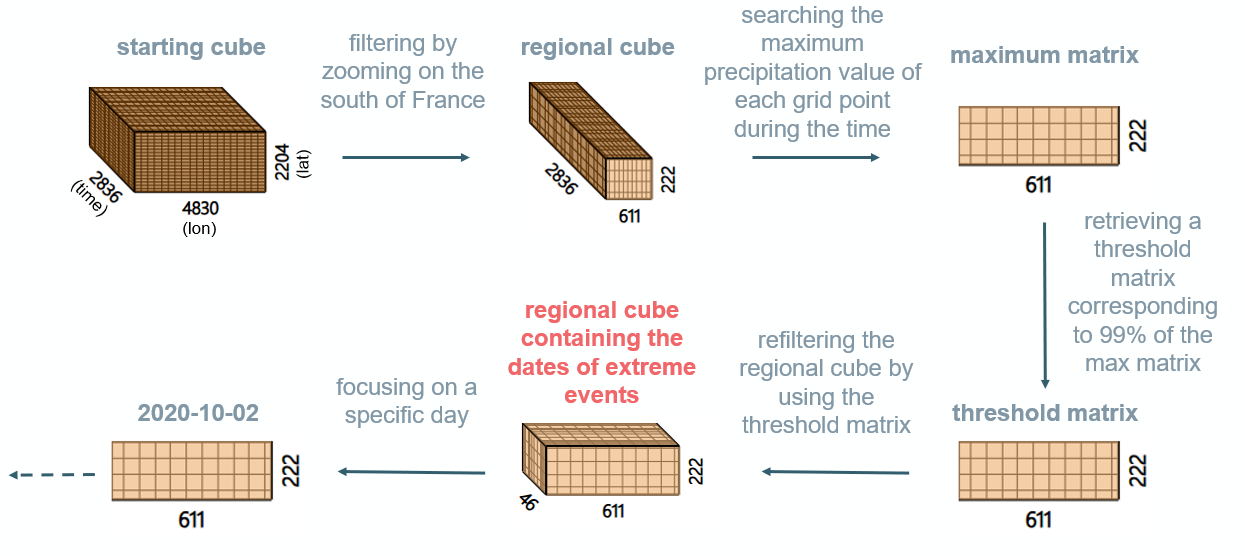 starting cube
2836
(time)
4830
(lon)
2204
(lat)
filtering by
zooming on the
south of France
regional cube
2836
611
222
searching the
maximum
precipitation value of
each grid point
during the time
maximum matrix
222
611
retrieving a
threshold
matrix
corresponding
to 99% of the
max matrix
threshold matrix
222
611
refiltering the
regional cube by
using the
threshold matrix
regional cube
containing the
dates of extreme
events
46
611
222
focusing on a
specific day
2020-10-02
222
611